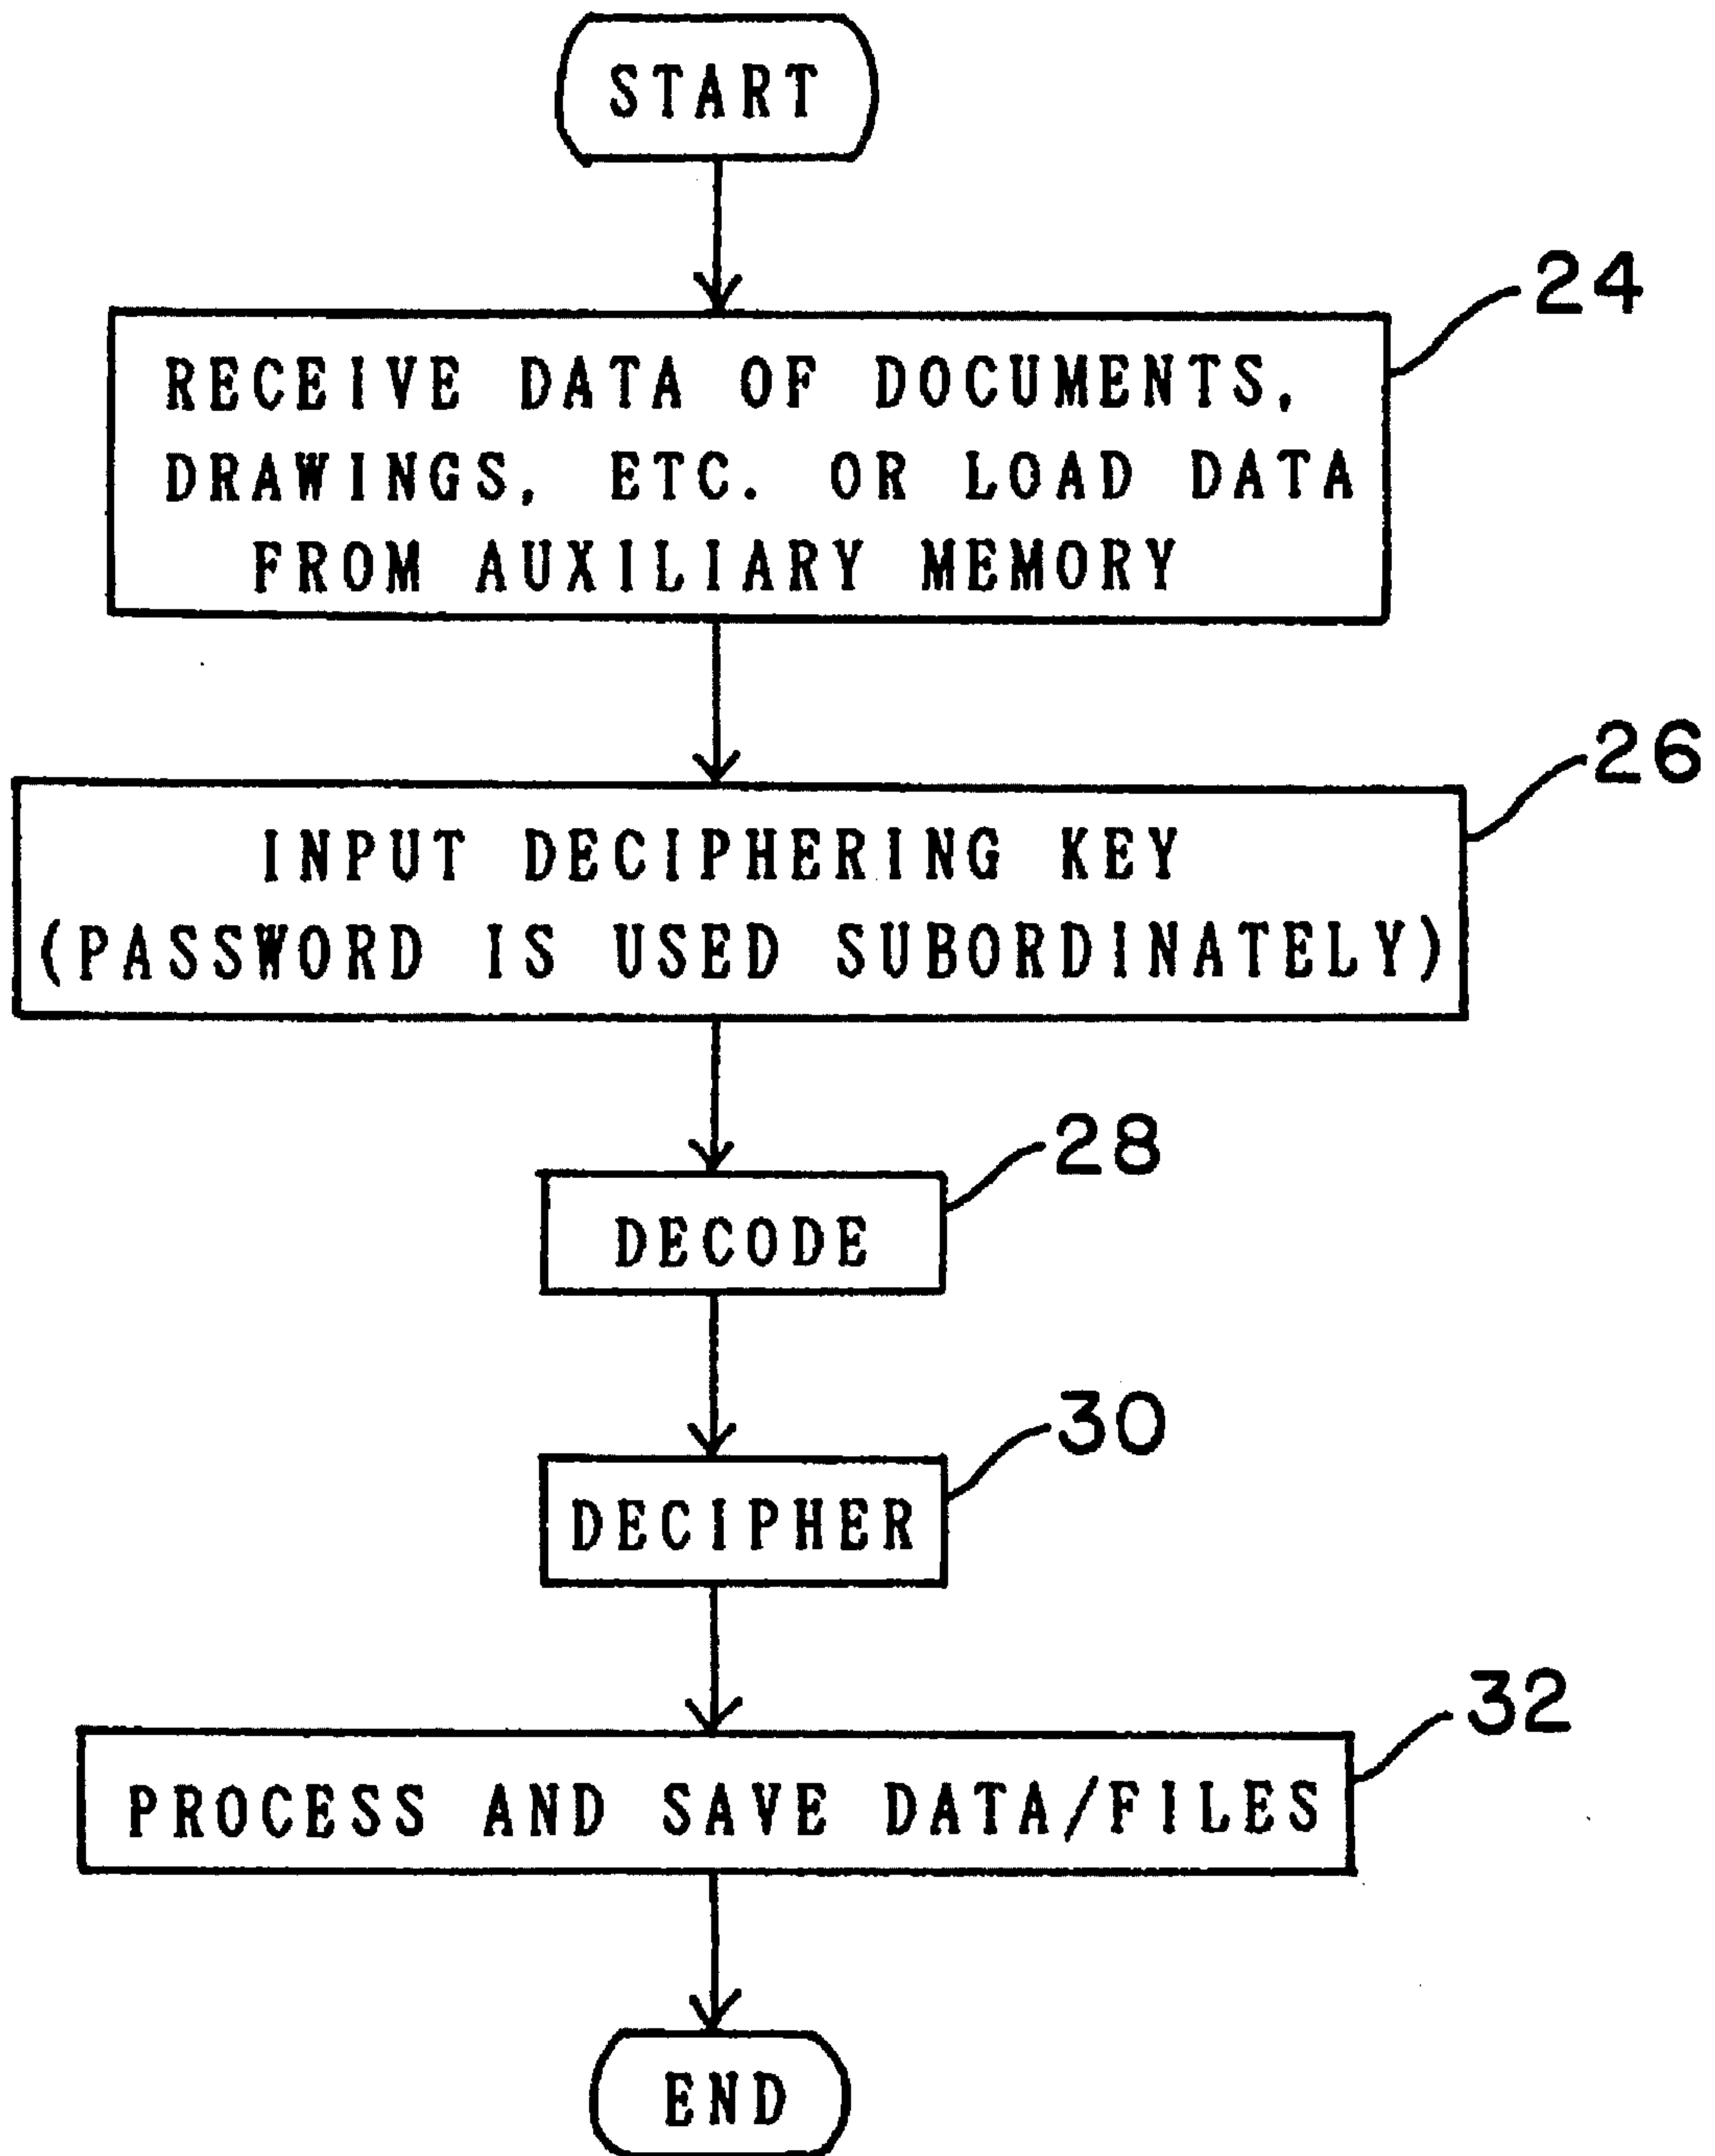 START
24
RECEIVE DATA OF DOCUMENTS,
DRAWINGS, ETC. OR LOAD DATA
FROM AUXILIARY MEMORY
26
INPUT DECIPHERING KEY
(PASSWORD IS USED SUBORDINATELY)
28
DECODE
30
DECIPHER
32
PROCESS AND SAVE DATA/FILES
END